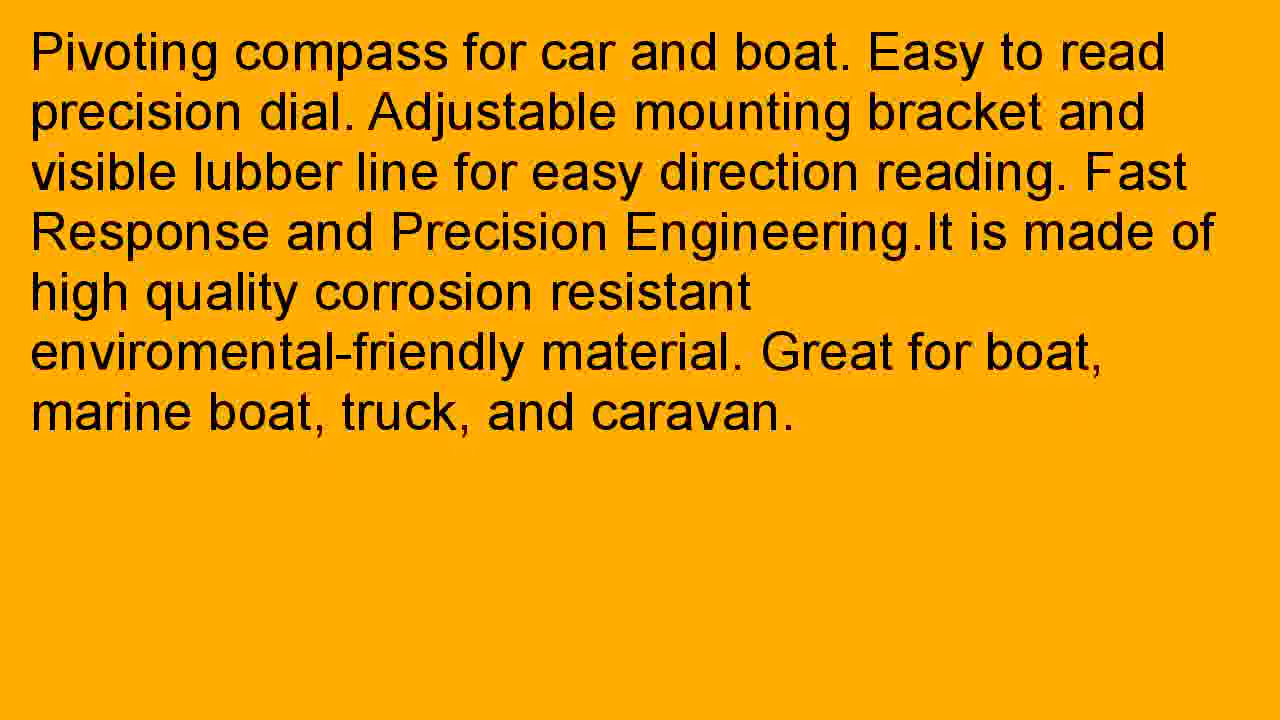 Pivoting compass for car and boat. Easy to read
precision dial. Adjustable mounting bracket and
visible lubber line for easy direction reading. Fast
Response and Precision Engineering.It is made of
high quality corrosion resistant
enviromental-friendly material. Great for boat,
marine boat, truck, and caravan.